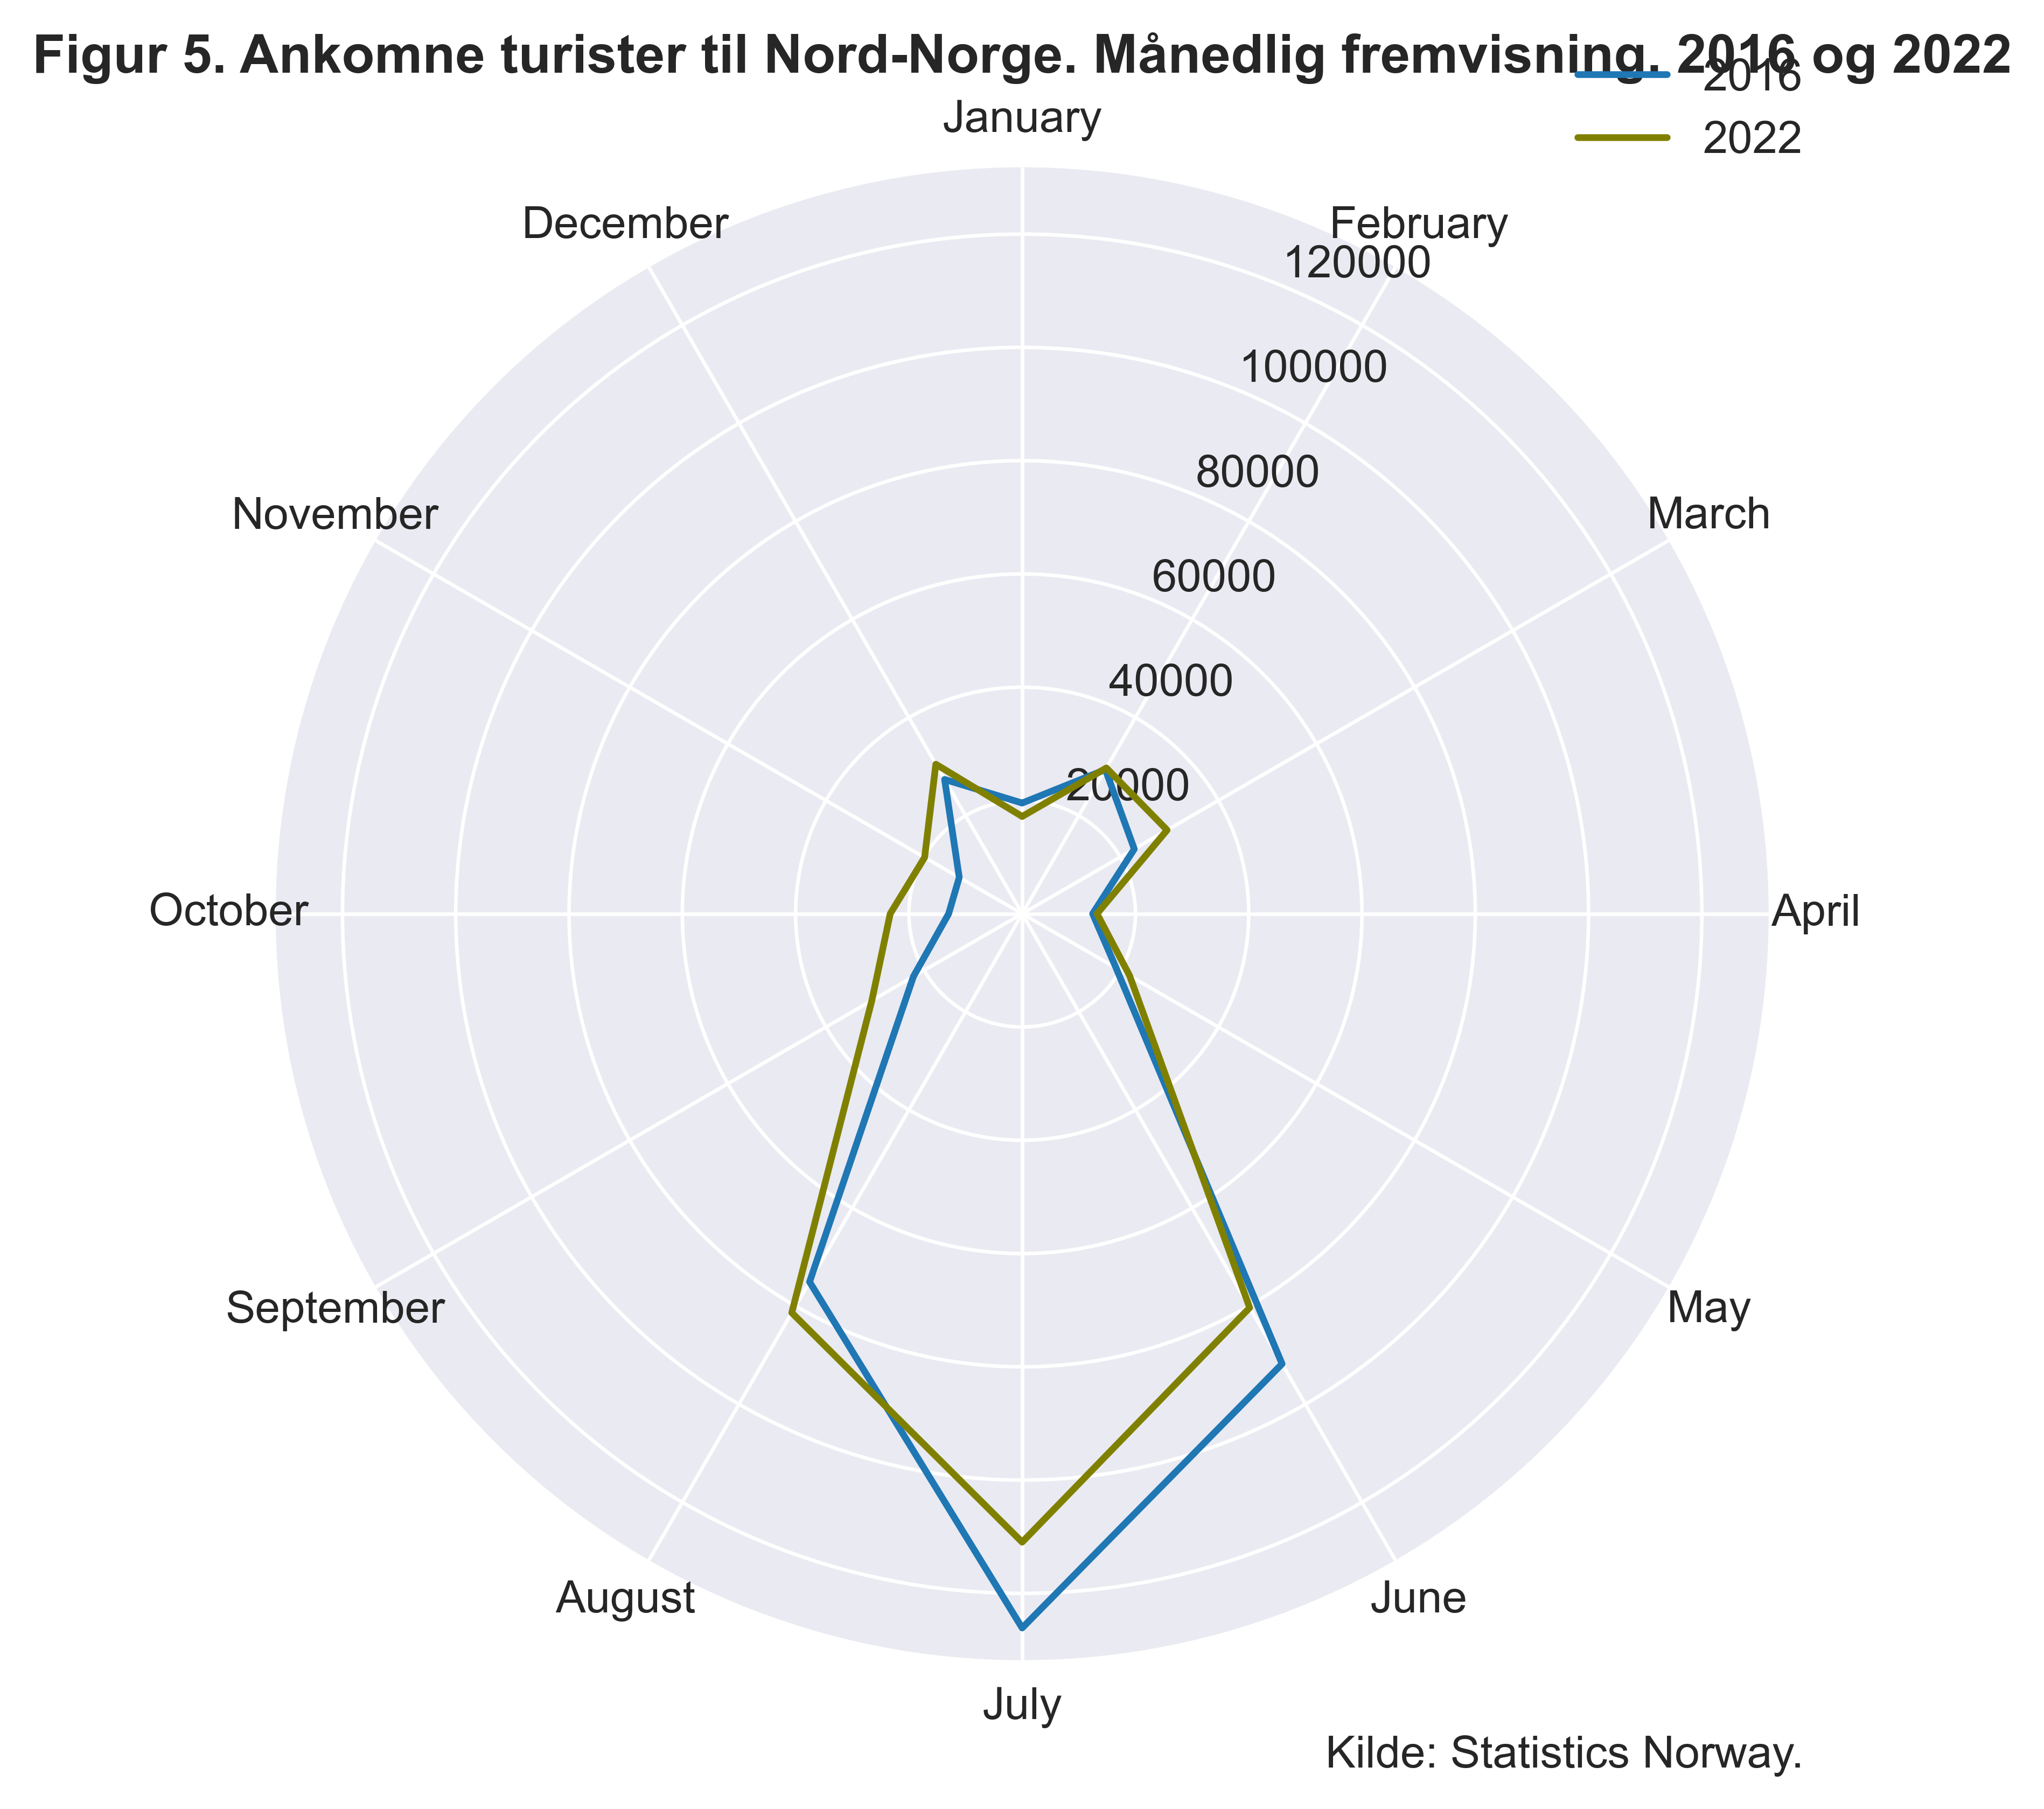 Figur 5. Ankomne turister til Nord-Norge. Månedlig fremvisning. 2016 og 2022
2016
2022
January
February
March
April
May
June
July
August
September
October
November
December
120000
100000
80000
60000
40000
20000
Kilde: Statistics Norway.